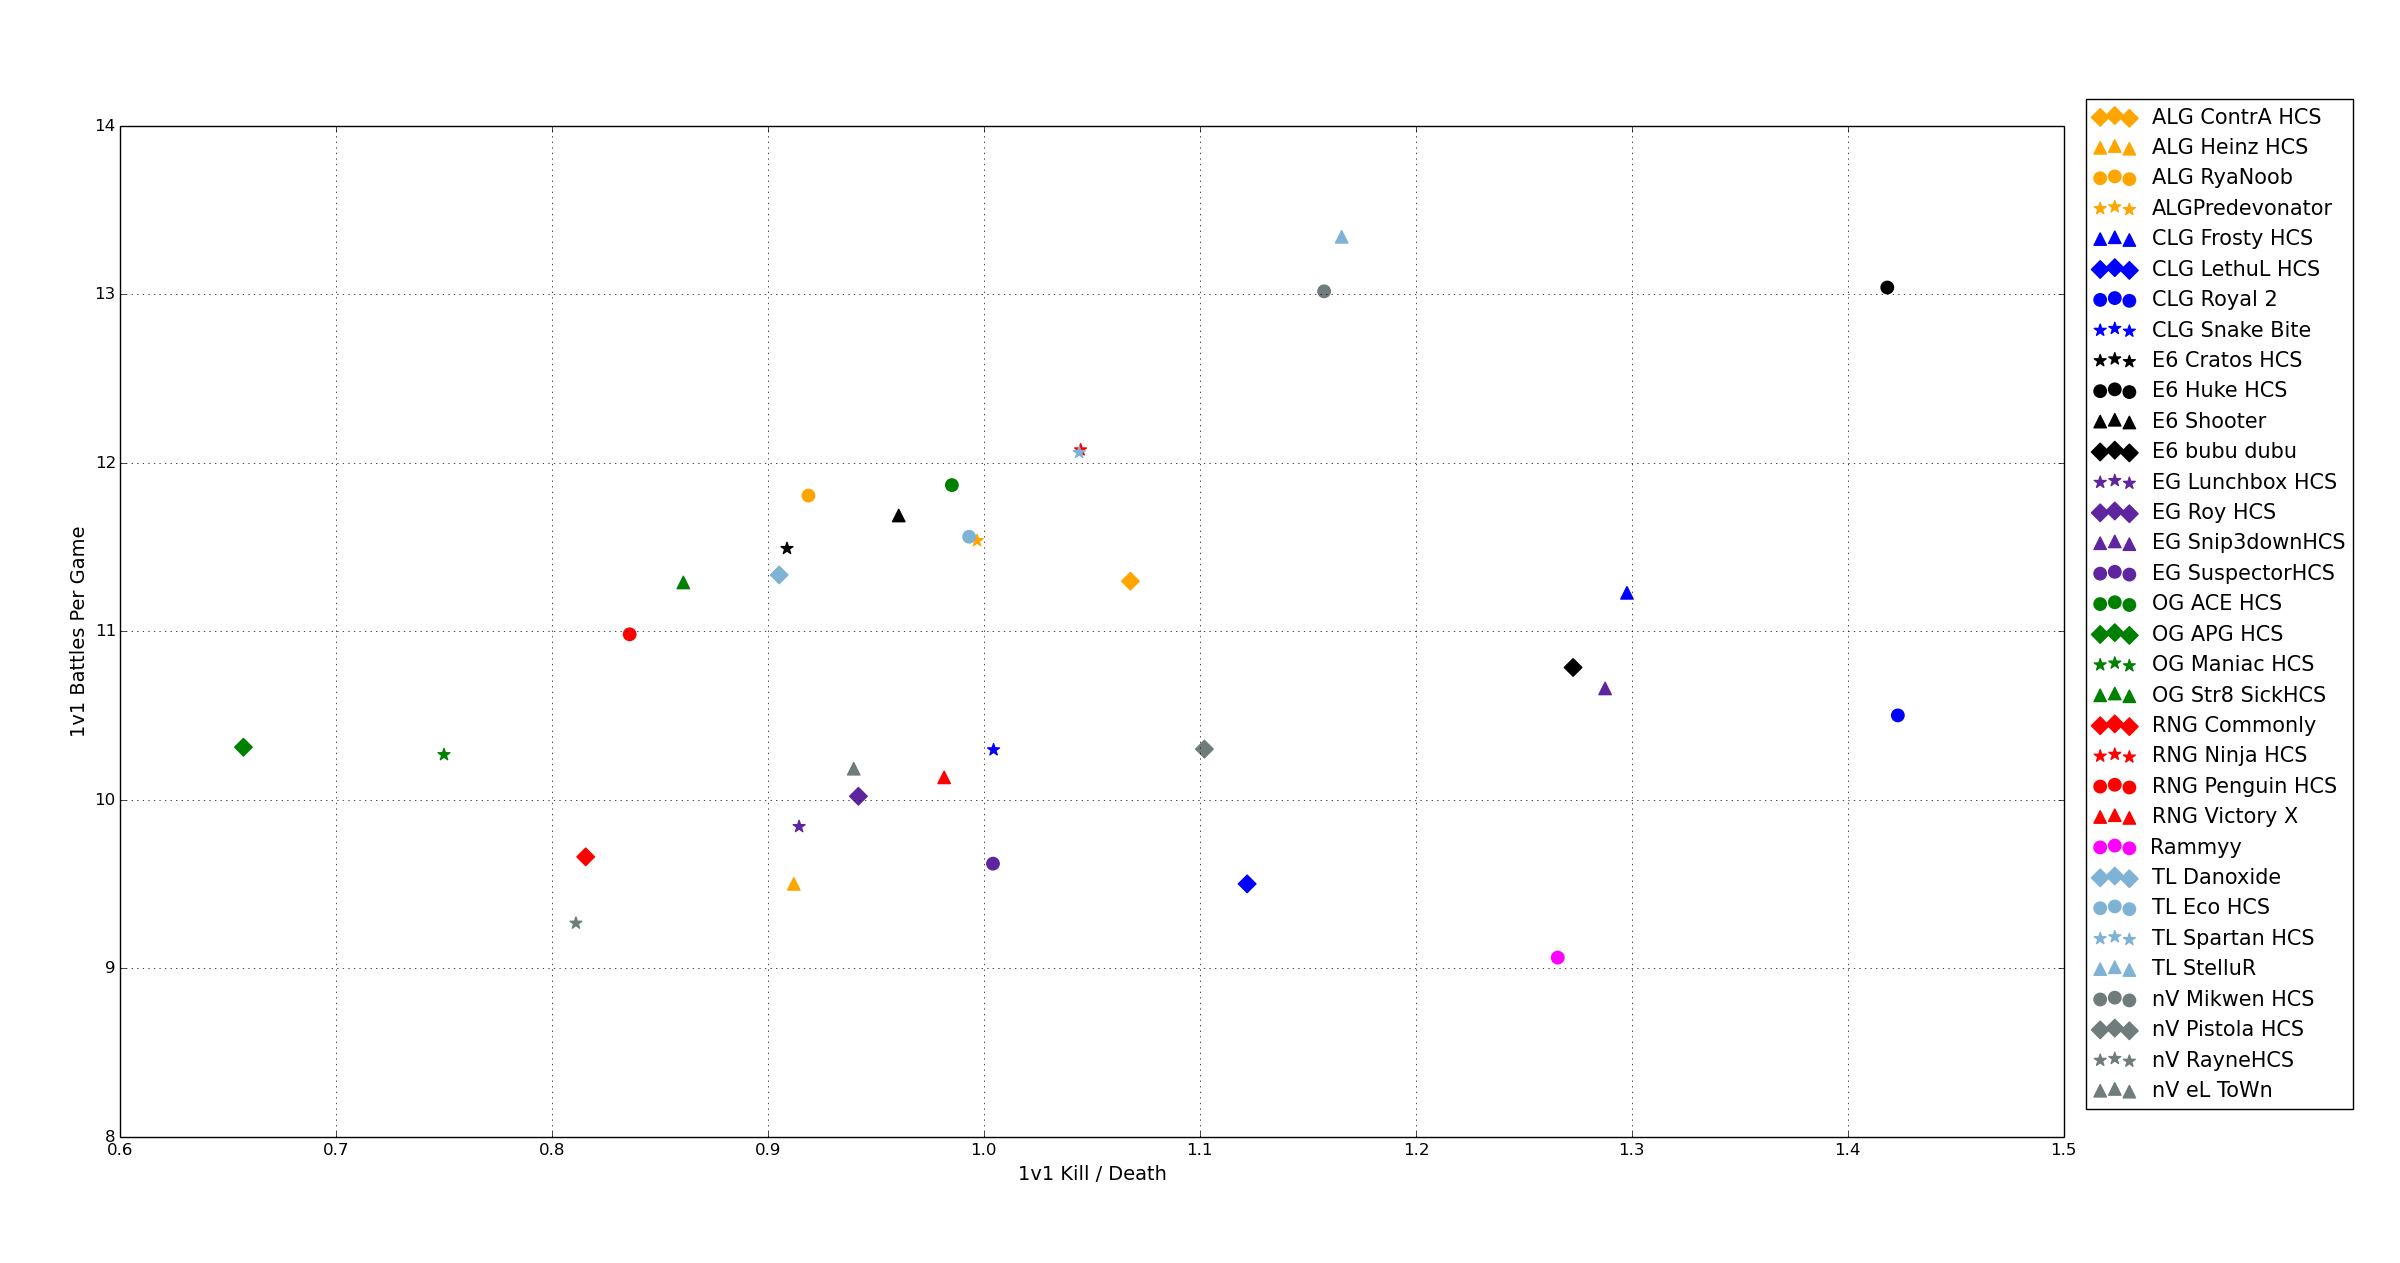 14
13
12
11
10
9
8
0.6
0.7
0.8
0.9
1.0
1.1
1.2
1.3
1.4
1.5
1v1 Battles Per Game
1v1 Kill / Death
ALG ContrA HCS
ALG Heinz HCS
ALG RyaNoob
ALGPredevonator
CLG Frosty HCS
CLG LethuL HCS
CLG Royal 2
CLG Snake Bite
E6 Cratos HCS
E6 Huke HCS
E6 Shooter
E6 bubu dubu
EG Lunchbox HCS
EG Roy HCS
EG Snip3downHCS
EG SuspectorHCS
OG ACE HCS
OG APG HCS
OG Maniac HCS
OG Str8 SickHCS
RNG Commonly
RNG Ninja HCS
RNG Penguin HCS
RNG Victory X
Rammyy
TL Danoxide
TL Eco HCS
TL Spartan HCS
TL StelluR
nV Mikwen HCS
nV Pistola HCS
nV RayneHCS
nV eL ToWn